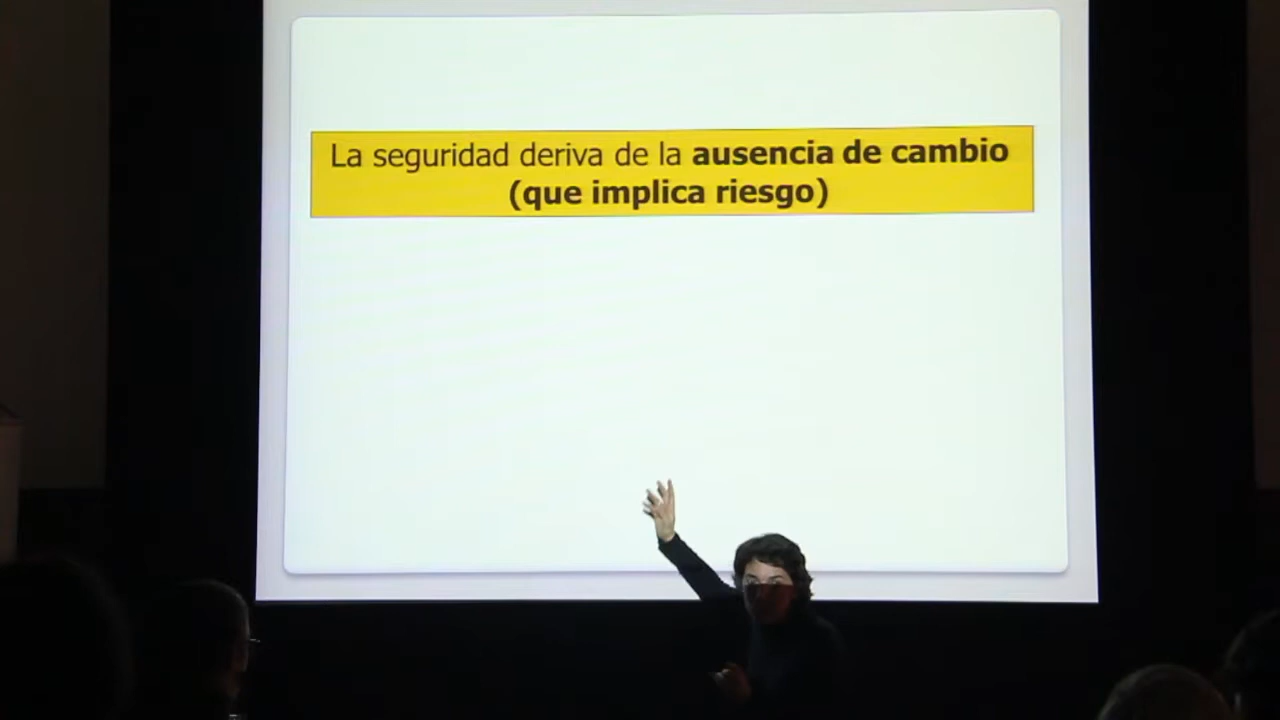 La seguridad deriva de la ausencia de cambio
(que implica riesgo)